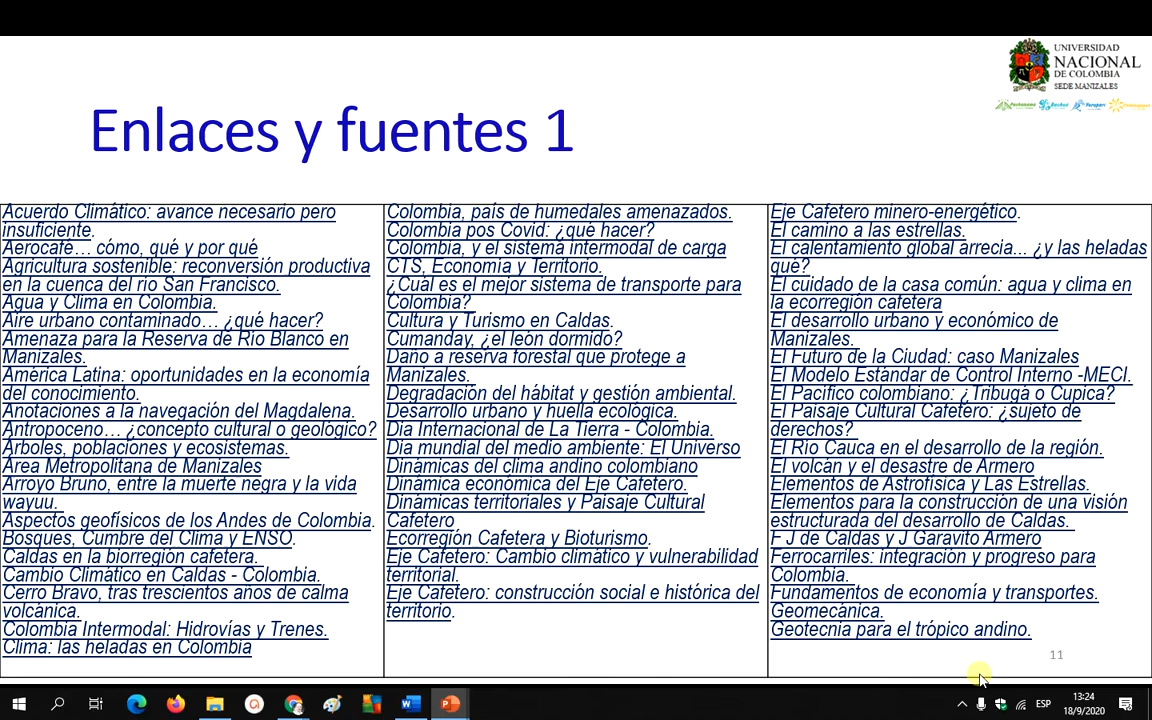 UNIVERSIDAD
NACIONAL
DE COLOMBIA
SEDE MANIZALES
Enlaces y fuentes 1
Acuerdo Climático: avance necesario pero
insuficiente.
Aerocafé… cómo, qué y por qué
Agricultura sostenible: reconversión productiva
en la cuenca del río San Francisco.
Agua y Clima en Colombia.
Aire urbano contaminado… ¿qué hacer?
Amenaza para la Reserva de Río Blanco en
Manizales.
América Latina: oportunidades en la economía
del conocimiento.
Anotaciones a la navegación del Magdalena.
Antropoceno… ¿concepto cultural o geológico?
Árboles, poblaciones y ecosistemas.
Área Metropolitana de Manizales
Arroyo Bruno, entre la muerte negra y la vida
wayuu.
Aspectos geofísicos de los Andes de Colombia.
Bosques, Cumbre del Clima y ENSO.
Caldas en la biorregión cafetera.
Cambio Climático en Caldas - Colombia.
Cerro Bravo, tras trescientos años de calma
volcánica.
Colombia Intermodal: Hidrovías y Trenes.
Clima: las heladas en Colombia
Colombia, país de humedales amenazados.
Colombia pos Covid: ¿qué hacer?
Colombia, y el sistema intermodal de carga
CTS, Economía y Territorio.
¿Cuál es el mejor sistema de transporte para
Colombia?
Cultura y Turismo en Caldas.
Cumanday, ¿el león dormido?
Daño a reserva forestal que protege a
Manizales.
Degradación del hábitat y gestión ambiental.
Desarrollo urbano y huella ecológica.
Día Internacional de La Tierra - Colombia.
Día mundial del medio ambiente: El Universo
Dinámicas del clima andino colombiano
Dinámica económica del Eje Cafetero.
Dinámicas territoriales y Paisaje Cultural
Cafetero
Ecorregión Cafetera y Bioturismo.
Eje Cafetero: Cambio climático y vulnerabilidad
territorial.
Eje Cafetero: construcción social e histórica del
territorio.
Eje Cafetero minero-energético.
El camino a las estrellas.
El calentamiento global arrecia... ¿y las heladas
qué?
El cuidado de la casa común: agua y clima en
la ecorregión cafetera
El desarrollo urbano y económico de
Manizales.
El Futuro de la Ciudad: caso Manizales
El Modelo Estándar de Control Interno -MECI.
El Pacífico colombiano: ¿Tribugá o Cupica?
El Paisaje Cultural Cafetero: ¿sujeto de
derechos?
El Río Cauca en el desarrollo de la región.
El volcán y el desastre de Armero
Elementos de Astrofísica y Las Estrellas.
Elementos para la construcción de una visión
estructurada del desarrollo de Caldas.
F J de Caldas y J Garavito Armero
Ferrocarriles: integración y progreso para
Colombia.
Fundamentos de economía y transportes.
Geomecánica.
Geotecnia para el trópico andino.
11
ESP
13:24
18/9/2020